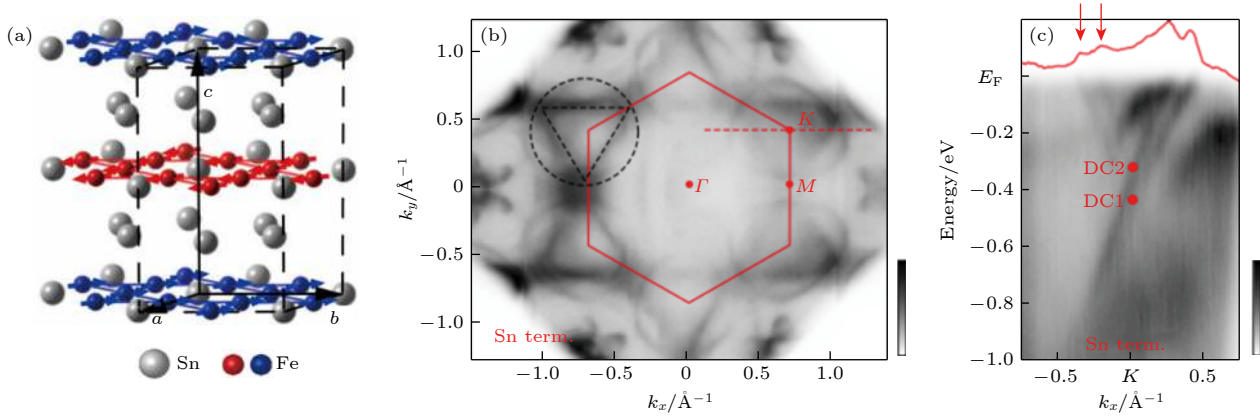 (a)
c
a
b
Sn
Fe
(b)
1.0
0.5
0
−0.5
−1.0
k_y/Å⁻¹
K
Γ
M
Sn term.
−1.0
−0.5
0
0.5
1.0
k_x/Å⁻¹
(c)
E_F
−0.2
−0.4
−0.6
−0.8
−1.0
Energy/eV
DC2
DC1
Sn term.
−0.5
K
0.5
k_x/Å⁻¹